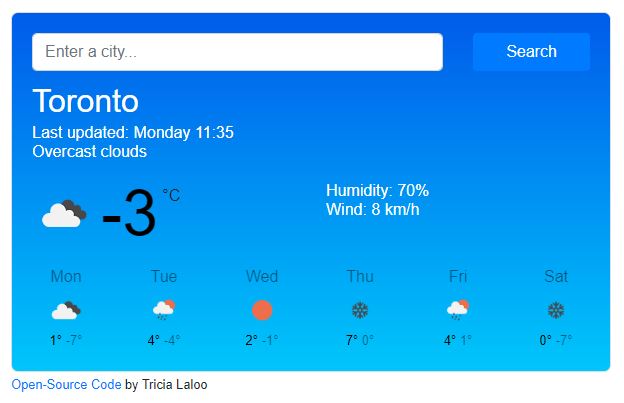 Enter a city...
Search
Toronto
Last updated: Monday 11:35
Overcast clouds
-3 °C
Humidity: 70%
Wind: 8 km/h
Mon Tue Wed Thu Fri Sat
1° -7° 4° -4° 2° -1° 7° 0° 4° 1° 0° -7°
Open-Source Code by Tricia Laloo